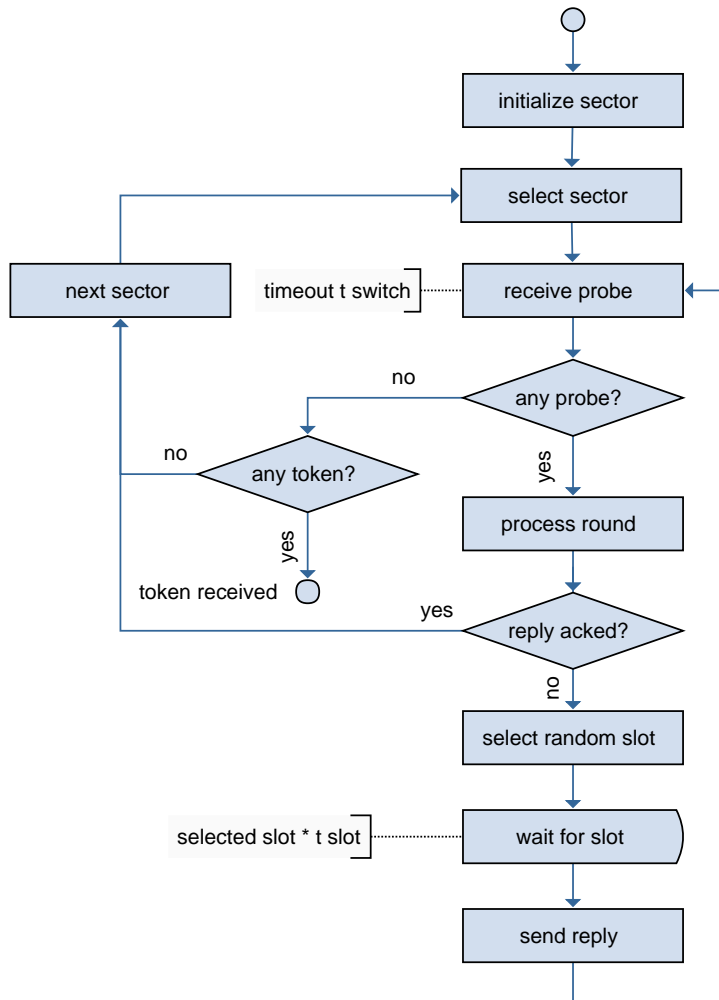 initialize sector
select sector
next sector
timeout t switch
receive probe
no
any probe?
no
any token?
yes
process round
yes
token received
yes
reply acked?
no
select random slot
selected slot * t slot
wait for slot
send reply